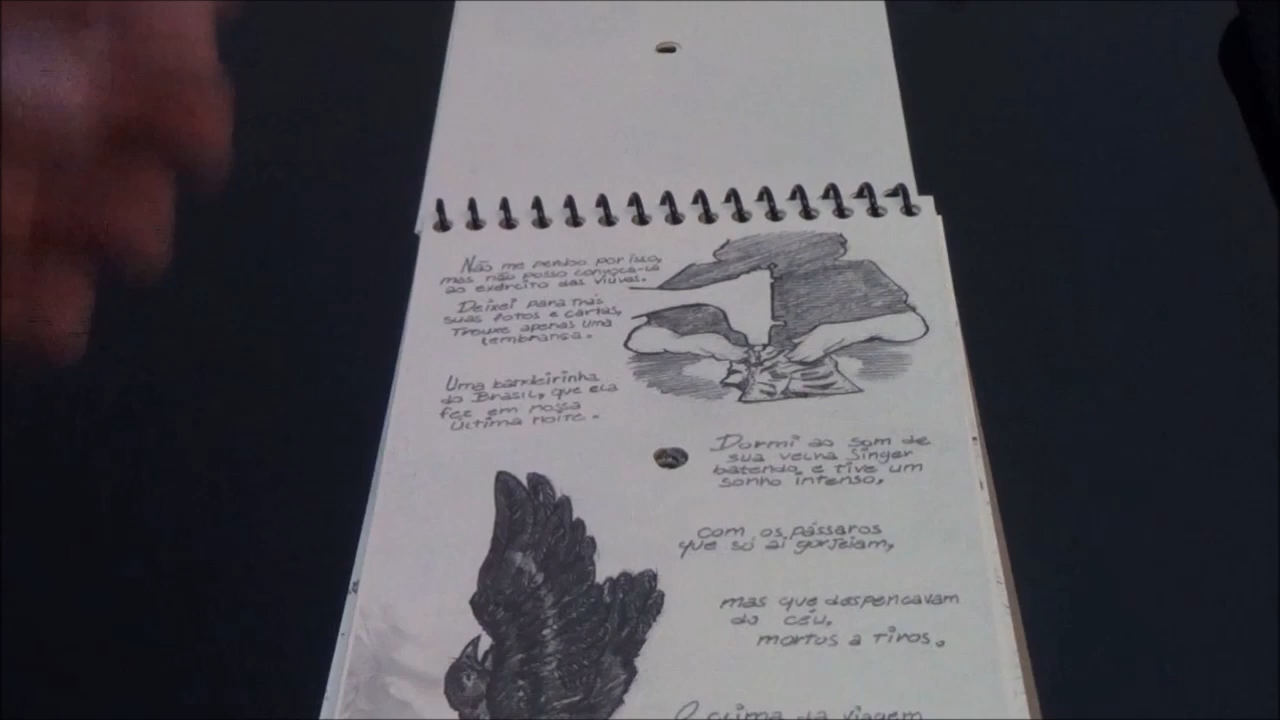 Não me perdoo por isso,
mas não posso convocá-la
ao exército das viúvas.
Deixei para trás
suas fotos e cartas,
Trouxe apenas uma
lembrança.
Uma bandeirinha
do Brasil, que ela
fez em nossa
última noite.
Dormi ao som de
sua velha Singer
batendo e tive um
sonho intenso,
com os pássaros
que só aí gorjeiam,
mas que despencavam
do céu,
mortos a tiros.
O clima da viagem